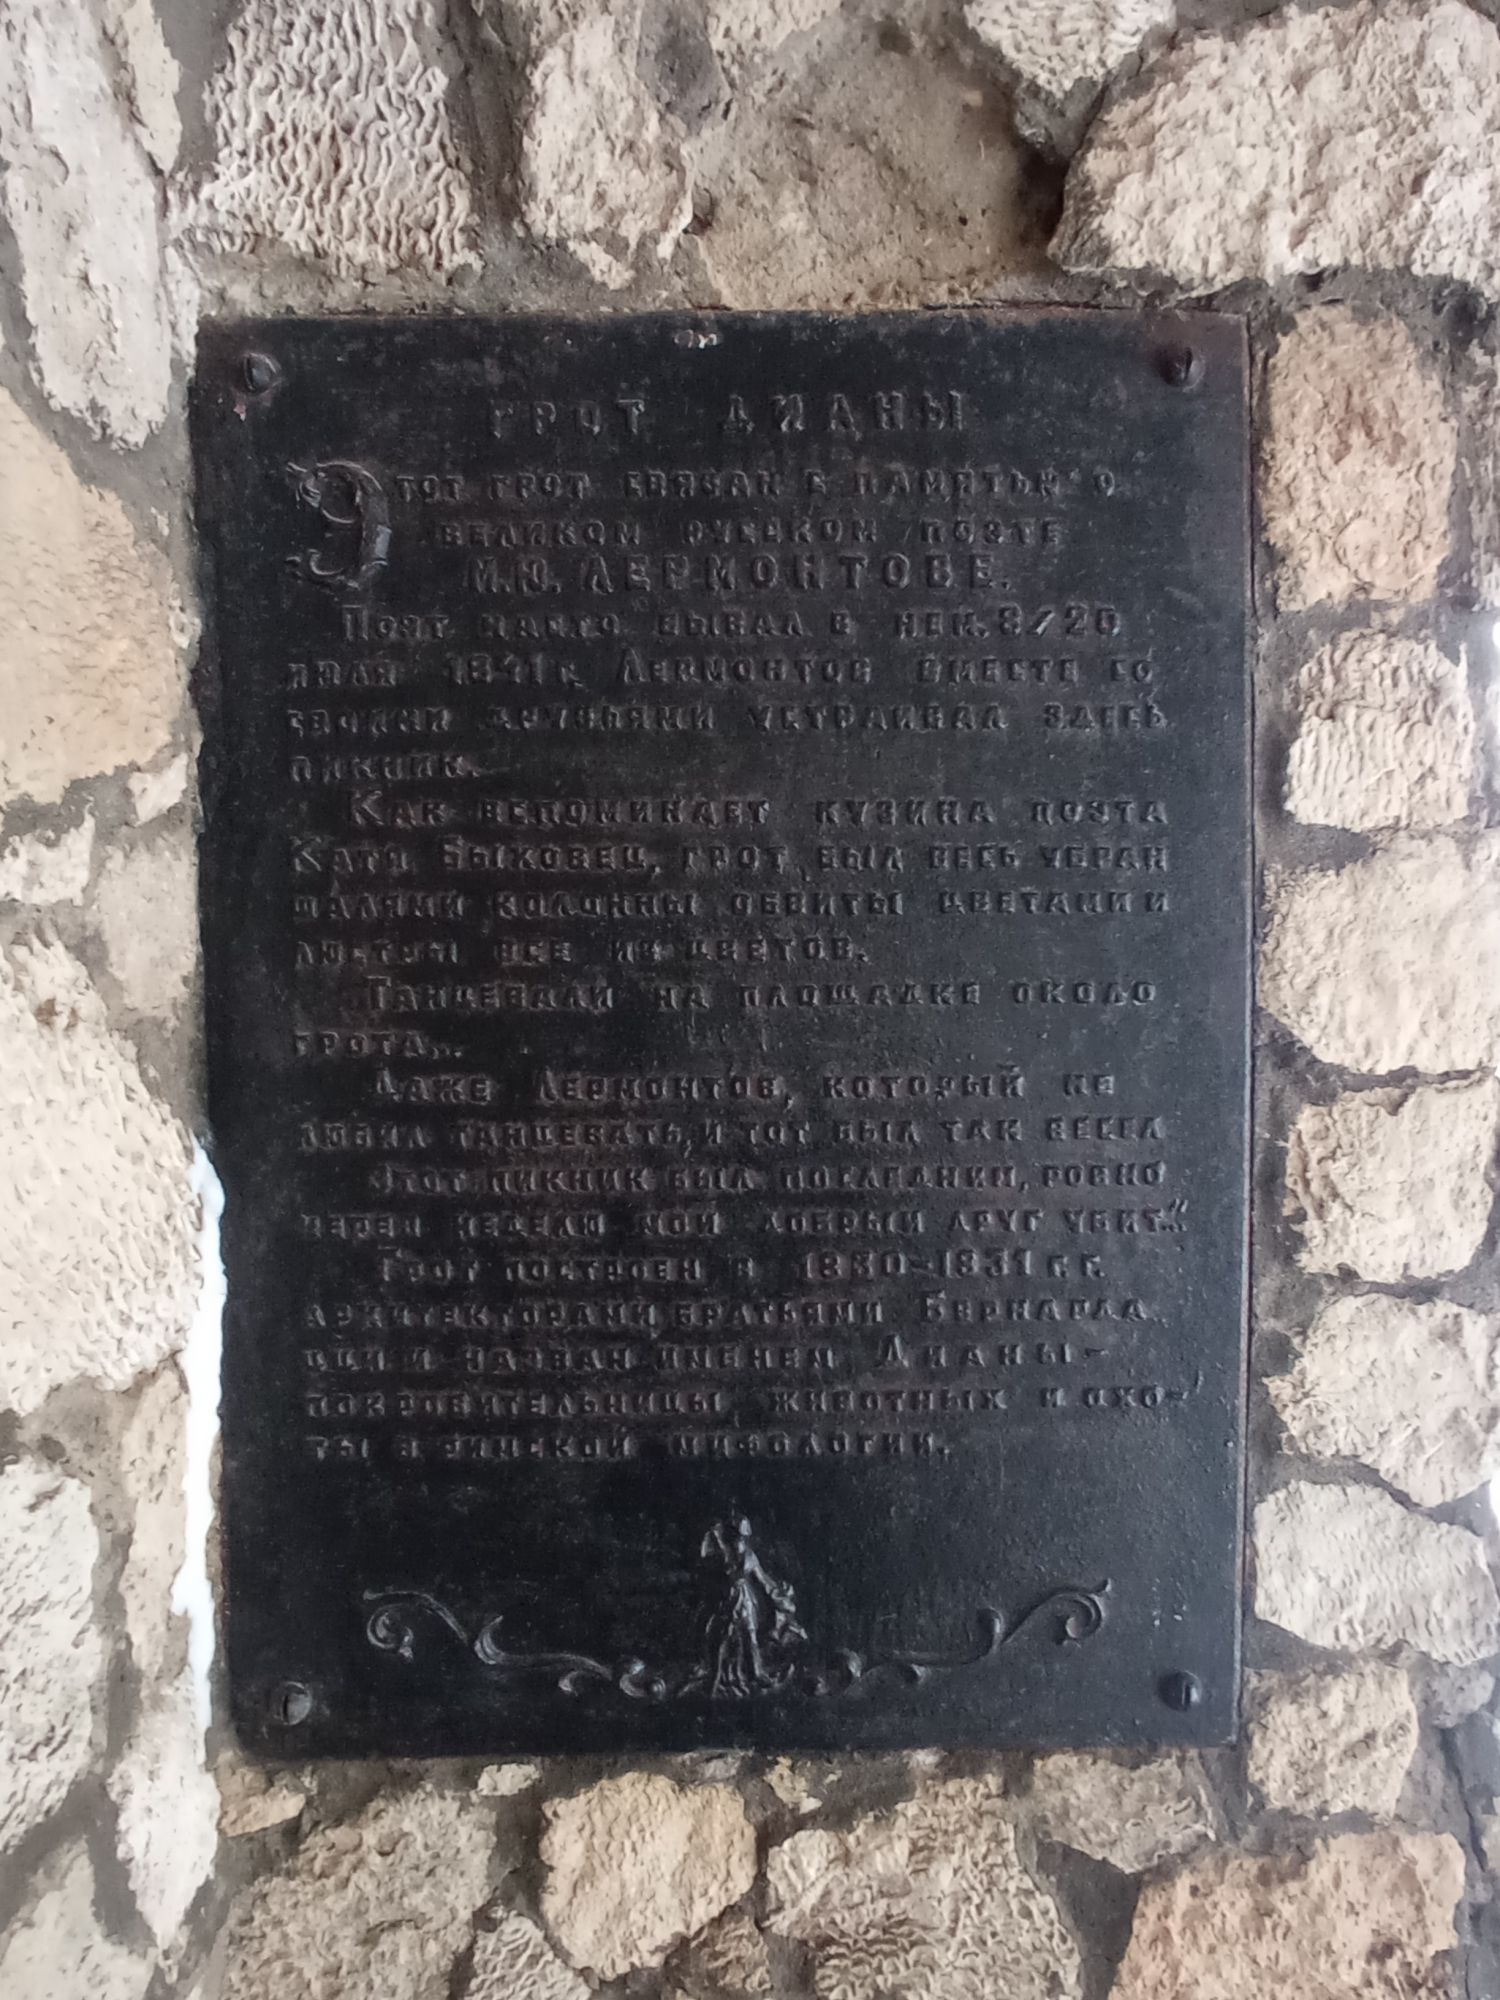 ГРОТ ДИАНЫ
ЭТОТ ГРОТ СВЯЗАН С ПАМЯТЬЮ О
ВЕЛИКОМ РУССКОМ ПОЭТЕ
М.Ю. ЛЕРМОНТОВЕ.
ПОЭТ ЧАСТО БЫВАЛ В НЕМ. 8/20
ИЮЛЯ 1841 Г. ЛЕРМОНТОВ ВМЕСТЕ СО
СВОИМИ ДРУЗЬЯМИ УСТРАИВАЛ ЗДЕСЬ
ПИКНИК.
КАК ВСПОМИНАЕТ КУЗИНА ПОЭТА
КАТЯ БЫХОВЕЦ, ГРОТ БЫЛ ВЕСЬ УБРАН
ШАЛЯМИ КОЛОННЫ ОБВИТЫ ЦВЕТАМИ И
ЛЮСТРЫ ВСЕ ИЗ ЦВЕТОВ.
ТАНЦЕВАЛИ НА ПЛОЩАДКЕ ОКОЛО
ГРОТА...
ДАЖЕ ЛЕРМОНТОВ, КОТОРЫЙ НЕ
ЛЮБИЛ ТАНЦЕВАТЬ, И ТОТ БЫЛ ТАК ВЕСЕЛ
ЭТОТ ПИКНИК БЫЛ ПОСЛЕДНИМ, РОВНО
ЧЕРЕЗ НЕДЕЛЮ МОЙ ДОБРЫЙ ДРУГ УБИТ..."
ГРОТ ПОСТРОЕН В 1830-1831 Г.Г.
АРХИТЕКТОРАМИ БРАТЬЯМИ БЕРНАРДА
ЦЦИ И НАЗВАН ИМЕНЕМ ДИАНЫ-
ПОКРОВИТЕЛЬНИЦЫ ЖИВОТНЫХ И ОХО-
ТЫ В РИМСКОЙ МИФОЛОГИИ.